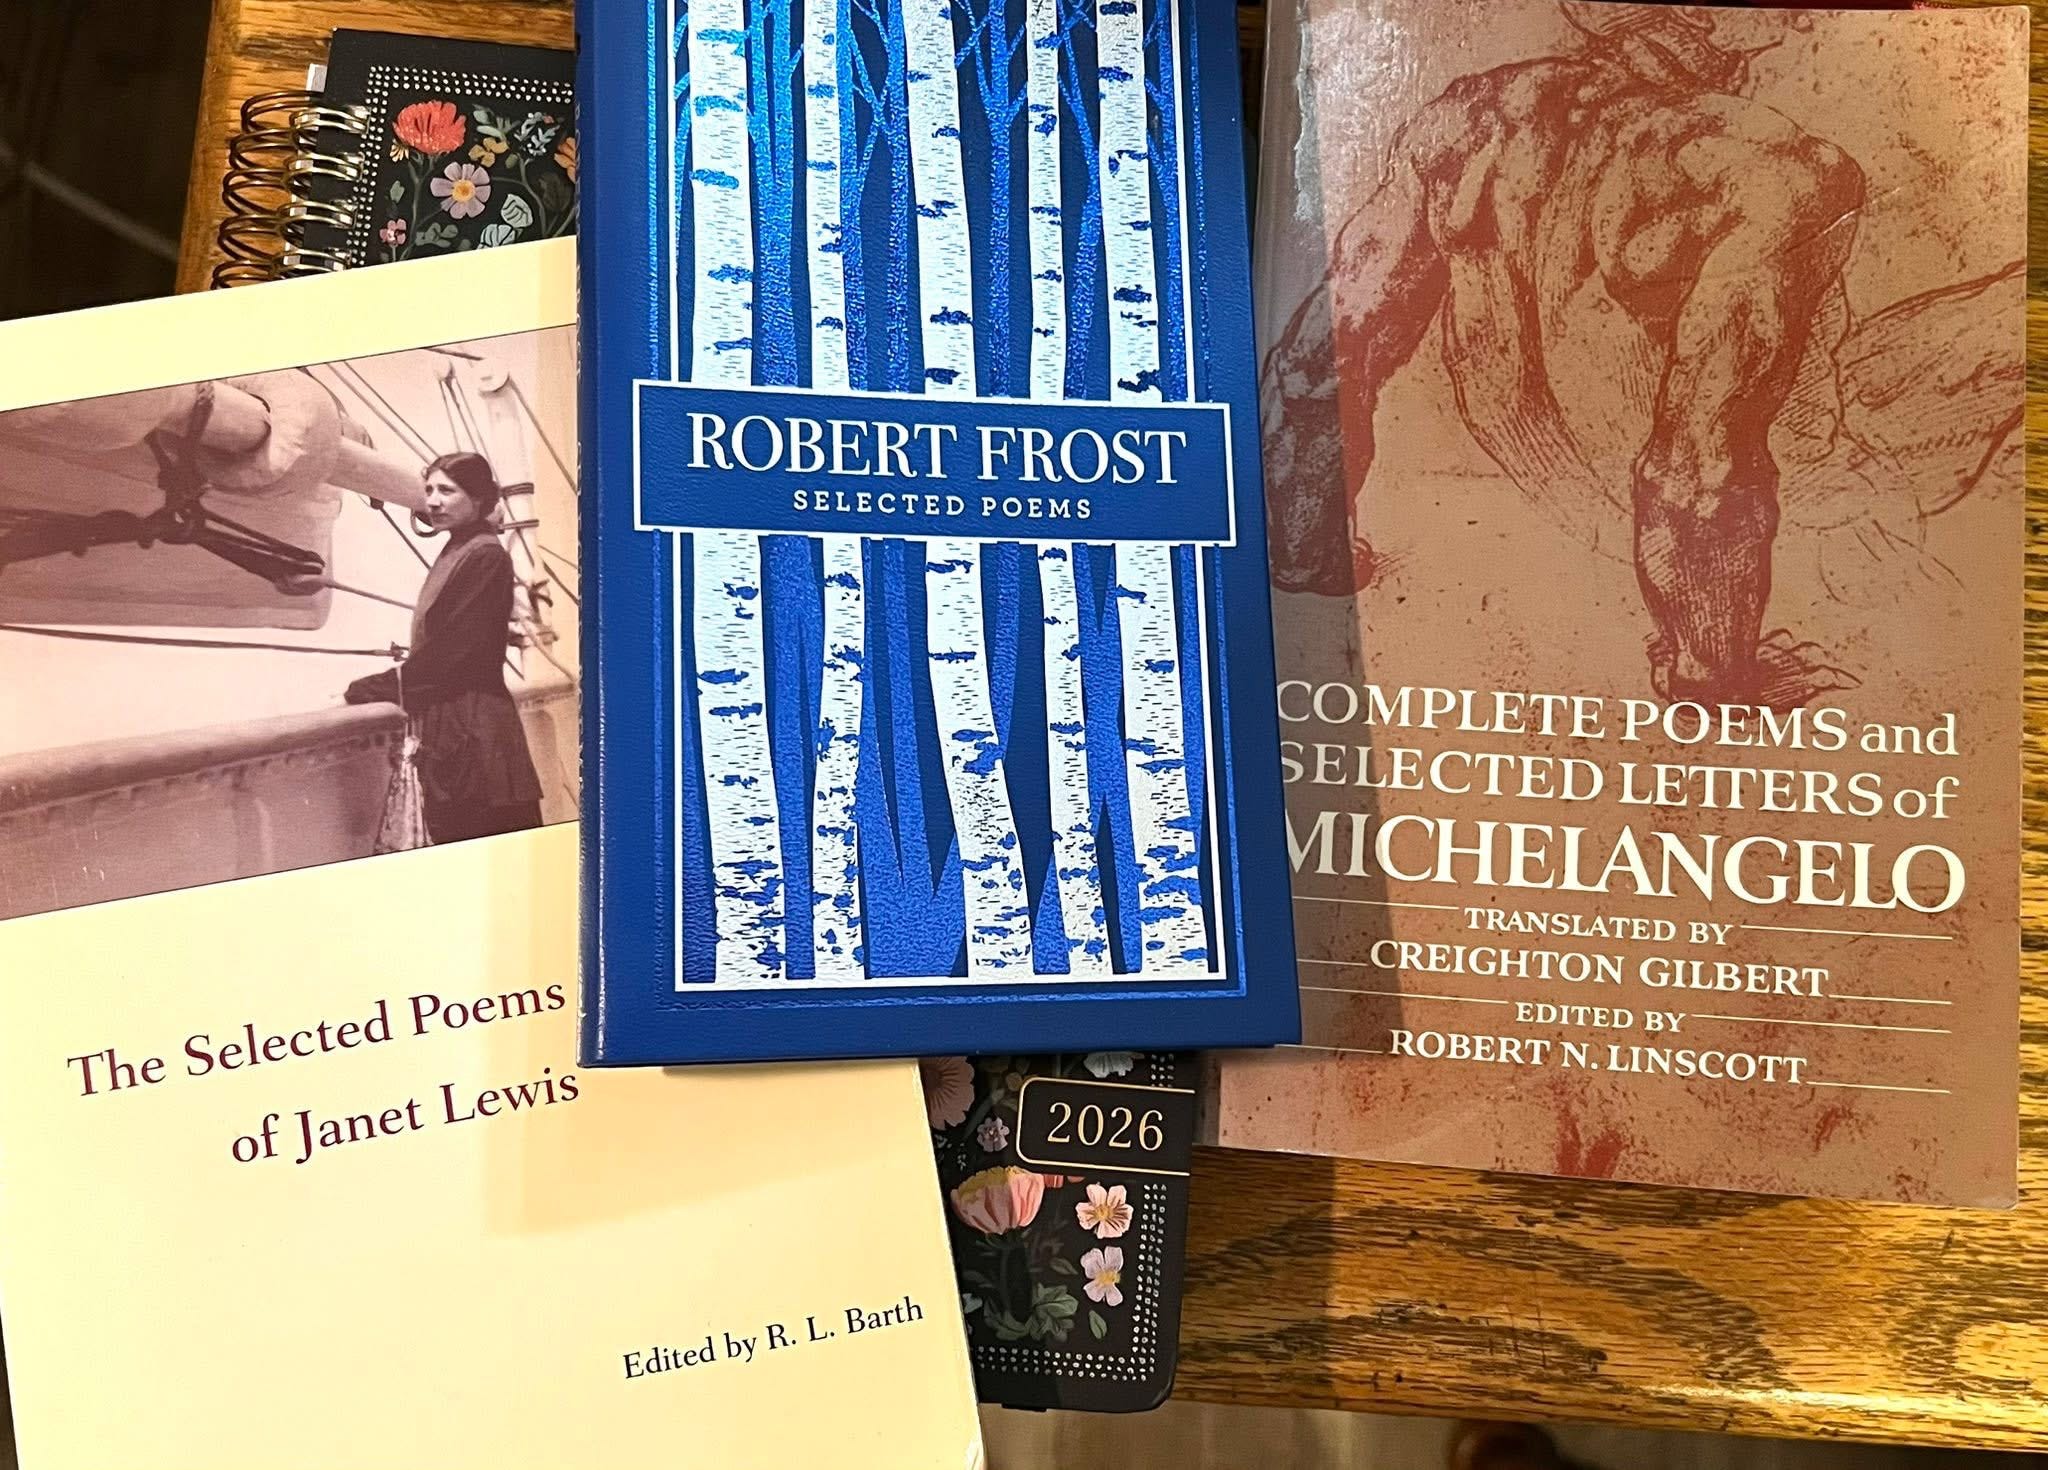 The Selected Poems
of Janet Lewis
Edited by R. L. Barth
ROBERT FROST
SELECTED POEMS
COMPLETE POEMS and
SELECTED LETTERS of
MICHELANGELO
TRANSLATED BY
CREIGHTON GILBERT
EDITED BY
ROBERT N. LINSCOTT
2026